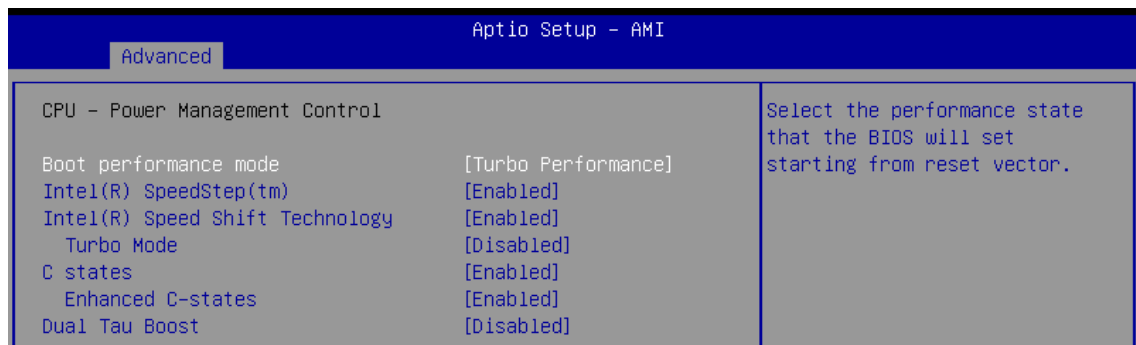 Aptio Setup – AMI
Advanced
CPU – Power Management Control
Boot performance mode [Turbo Performance]
Intel(R) SpeedStep(tm) [Enabled]
Intel(R) Speed Shift Technology [Enabled]
Turbo Mode [Disabled]
C states [Enabled]
Enhanced C-states [Enabled]
Dual Tau Boost [Disabled]
Select the performance state
that the BIOS will set
starting from reset vector.